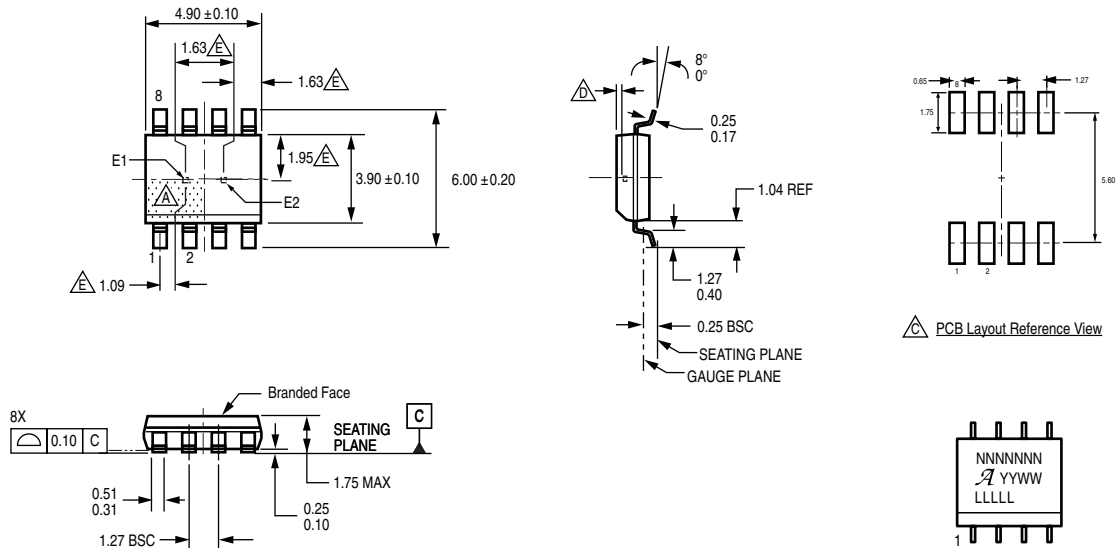 4.90 ±0.10
1.63 E
1.63 E
8
E1
1.95 E
3.90 ±0.10
6.00 ±0.20
A
E2
1
2
E 1.09
D
8°
0°
0.25
0.17
1.04 REF
1.27
0.40
0.25 BSC
SEATING PLANE
GAUGE PLANE
0.65
8
1.27
1.75
5.60
1
2
C PCB Layout Reference View
Branded Face
8X
0.10 C
SEATING
PLANE
C
1.75 MAX
0.51
0.31
0.25
0.10
1.27 BSC
NNNNNNN
A YYWW
LLLLL
1